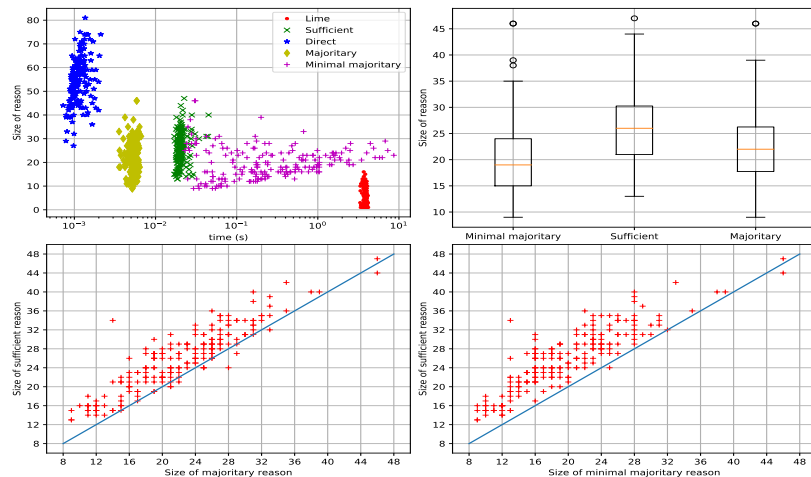 Size of reason
80
70
60
50
40
30
20
10
0
10⁻³
10⁻²
10⁻¹
10⁰
10¹
time (s)
Lime
Sufficient
Direct
Majoritary
Minimal majoritary
Size of reason
45
40
35
30
25
20
15
10
Minimal majoritary
Sufficient
Majoritary
Size of sufficient reason
48
44
40
36
32
28
24
20
16
12
8
8 12 16 20 24 28 32 36 40 44 48
Size of majoritary reason
Size of sufficient reason
48
44
40
36
32
28
24
20
16
12
8
8 12 16 20 24 28 32 36 40 44 48
Size of minimal majoritary reason